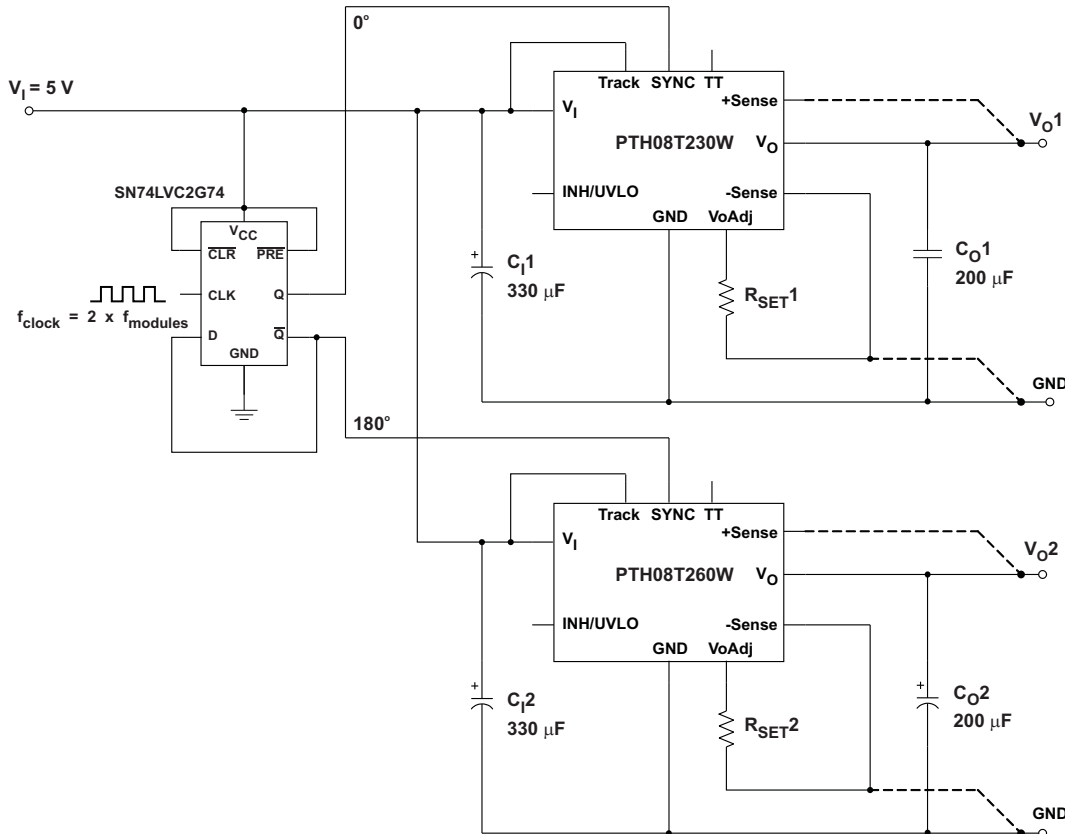 0°
V_I = 5 V
Track SYNC TT
V_I
+Sense
V_O1
PTH08T230W
V_O
SN74LVC2G74
INH/UVLO
-Sense
GND VoAdj
V_CC
C̅L̅R̅ P̅R̅E̅
CLK Q
f_clock = 2 x f_modules
D Q̅
GND
+
C_I1
330 μF
R_SET1
C_O1
200 μF
GND
180°
Track SYNC TT
V_I
+Sense
V_O2
PTH08T260W
V_O
INH/UVLO
-Sense
GND VoAdj
+
C_I2
330 μF
R_SET2
+
C_O2
200 μF
GND